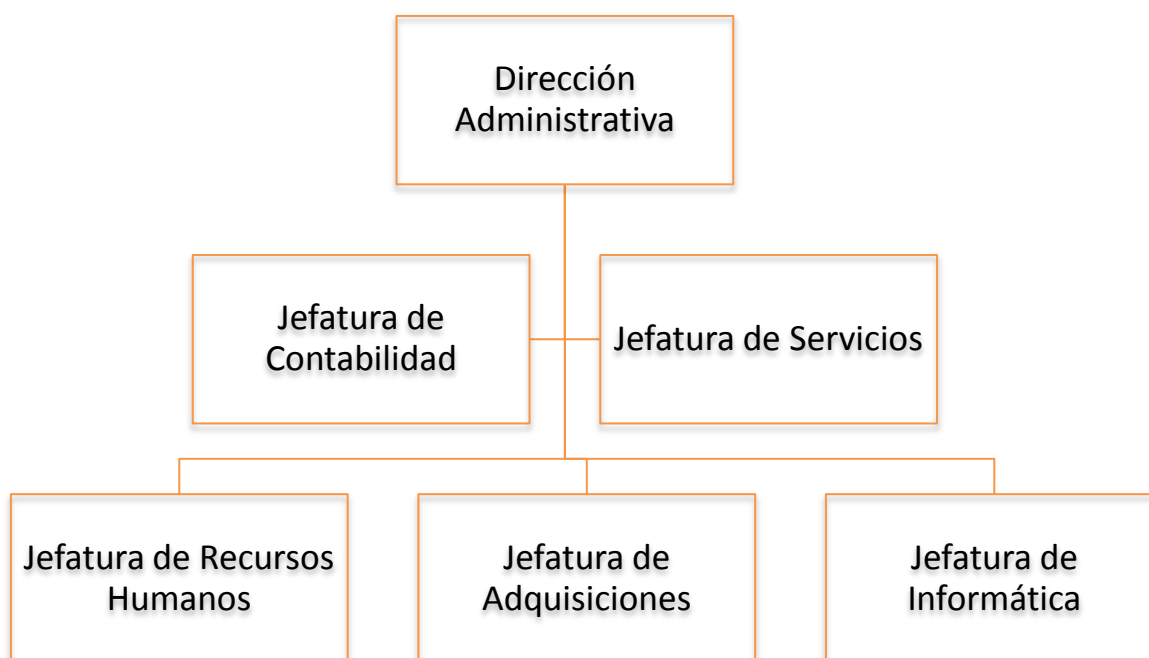 Dirección
Administrativa
Jefatura de
Contabilidad
Jefatura de Servicios
Jefatura de Recursos
Humanos
Jefatura de
Adquisiciones
Jefatura de
Informática